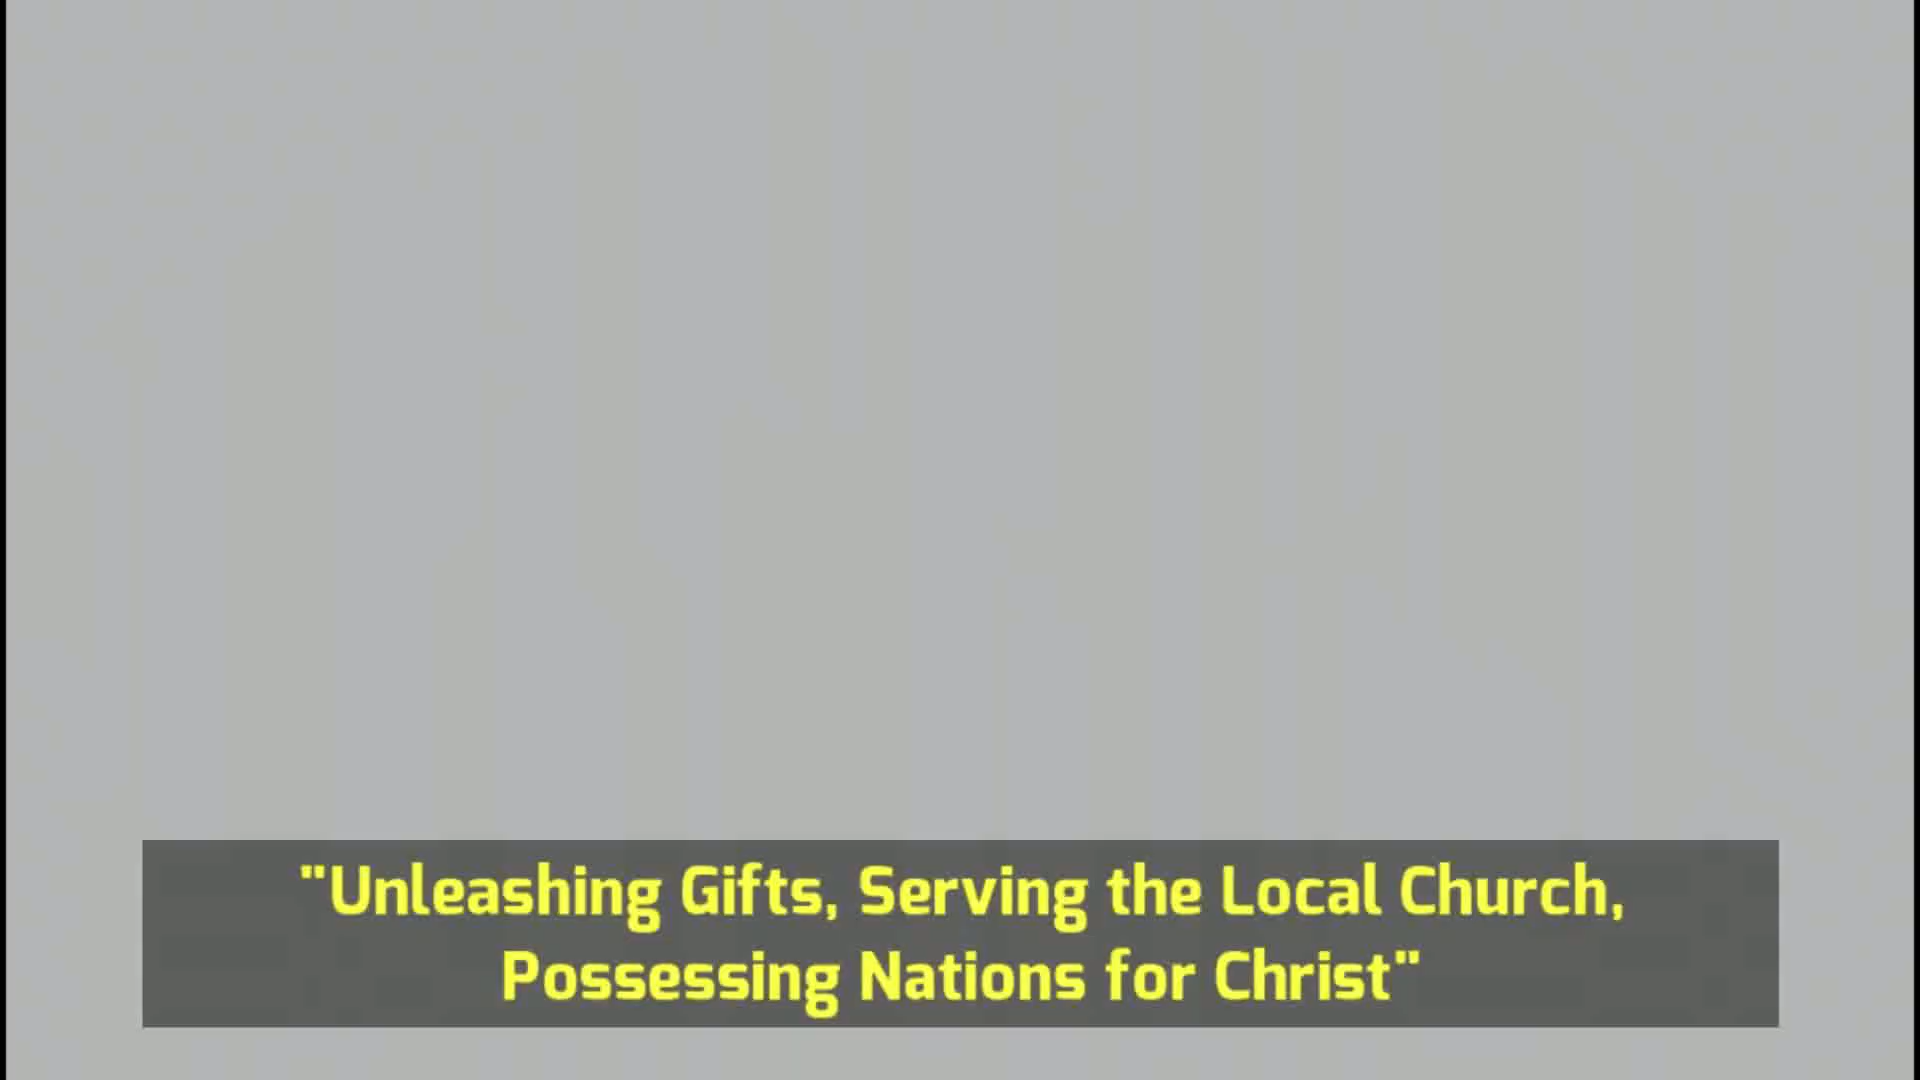 "Unleashing Gifts, Serving the Local Church,
Possessing Nations for Christ"